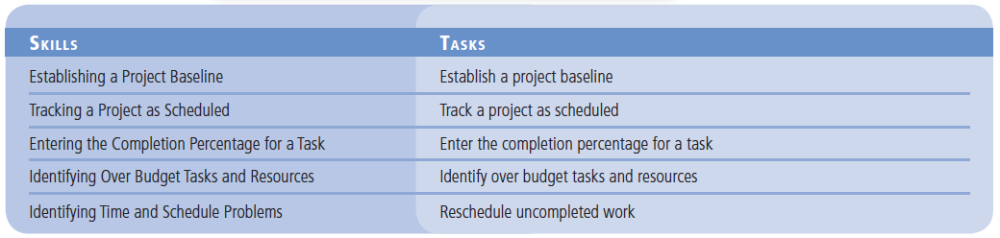 SKILLS TASKS
Establishing a Project Baseline Establish a project baseline
Tracking a Project as Scheduled Track a project as scheduled
Entering the Completion Percentage for a Task Enter the completion percentage for a task
Identifying Over Budget Tasks and Resources Identify over budget tasks and resources
Identifying Time and Schedule Problems Reschedule uncompleted work